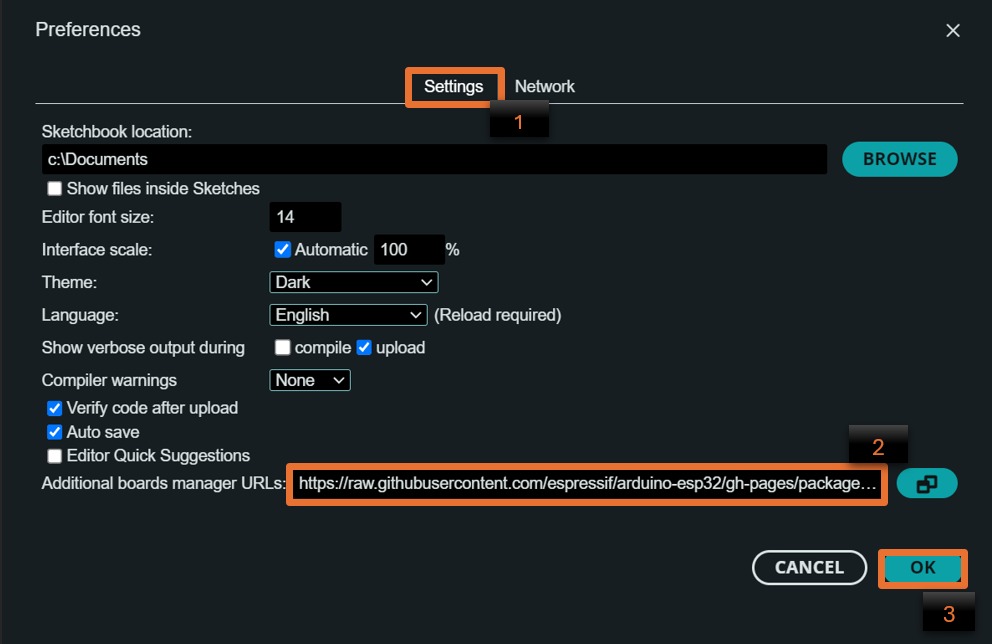 Preferences
Settings Network
1
Sketchbook location:
c:\Documents BROWSE
Show files inside Sketches
Editor font size: 14
Interface scale: Automatic 100 %
Theme: Dark
Language: English (Reload required)
Show verbose output during compile upload
Compiler warnings None
Verify code after upload
Auto save
Editor Quick Suggestions
2
Additional boards manager URLs: https://raw.githubusercontent.com/espressif/arduino-esp32/gh-pages/package…
CANCEL OK
3